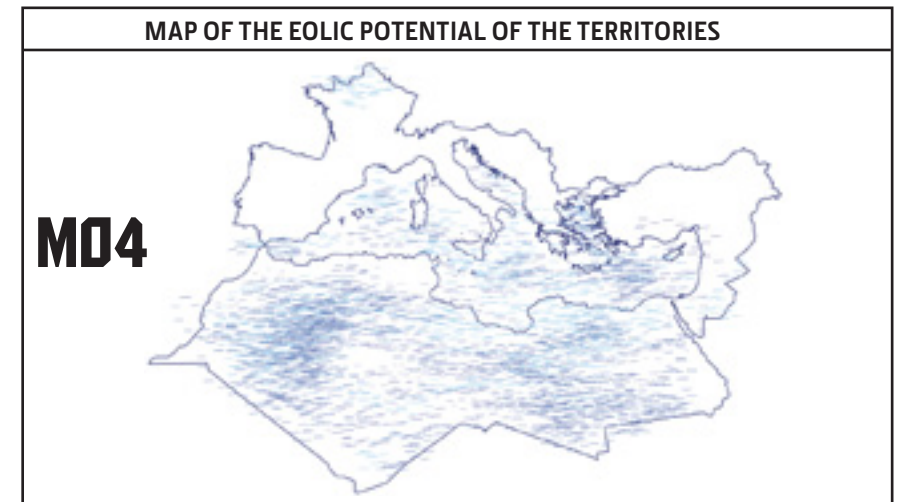 MAP OF THE EOLIC POTENTIAL OF THE TERRITORIES
M04